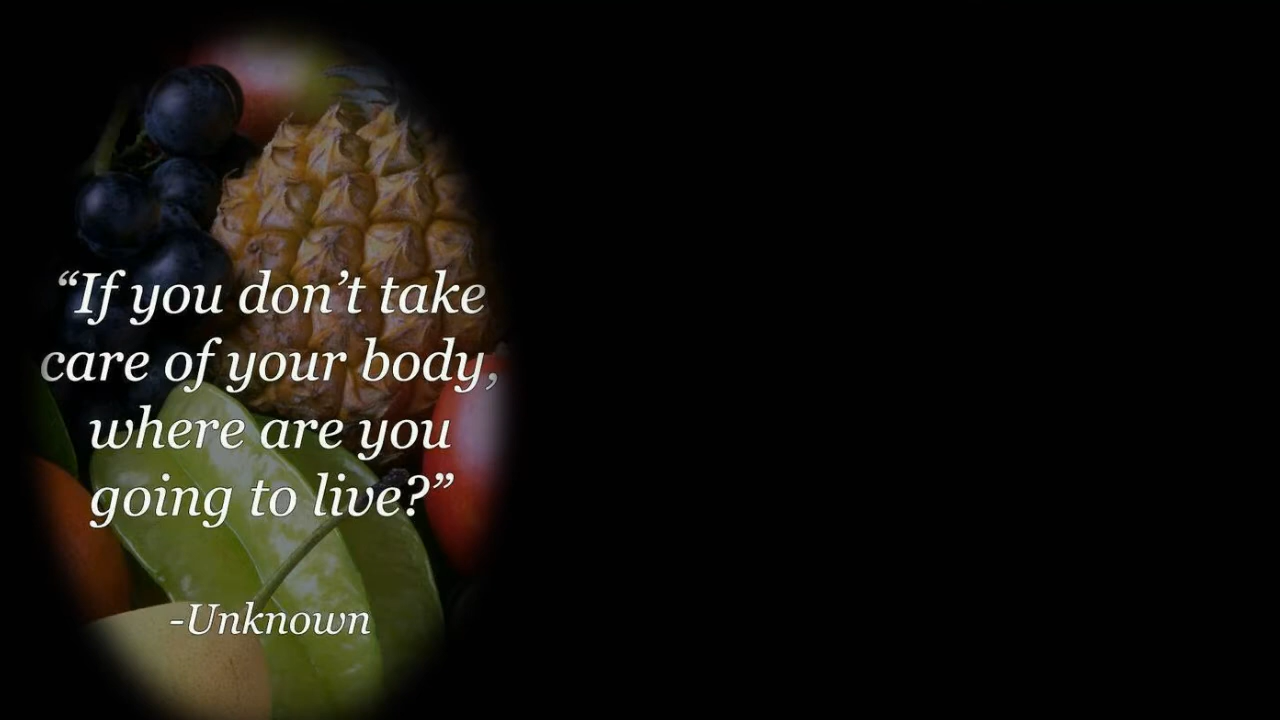 “If you don’t take
care of your body,
where are you
going to live?”
-Unknown